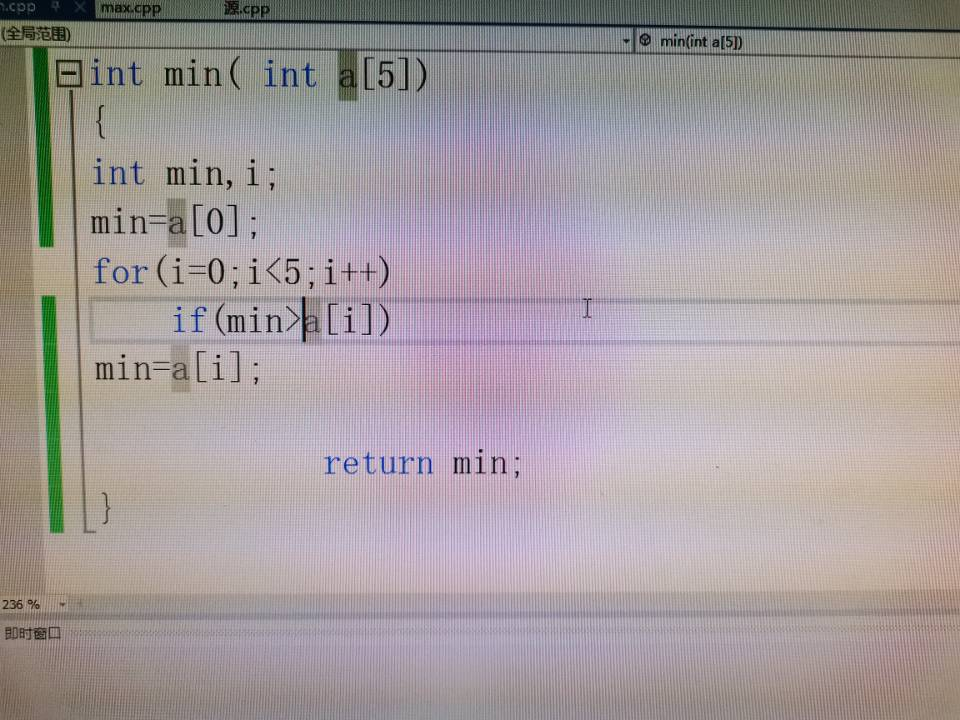 max.cpp 源.cpp
(全局范围) min(int a[5])
int min( int a[5])
{
int min,i;
min=a[0];
for(i=0;i<5;i++)
if(min>a[i])
min=a[i];
return min;
}
236 %
即时窗口